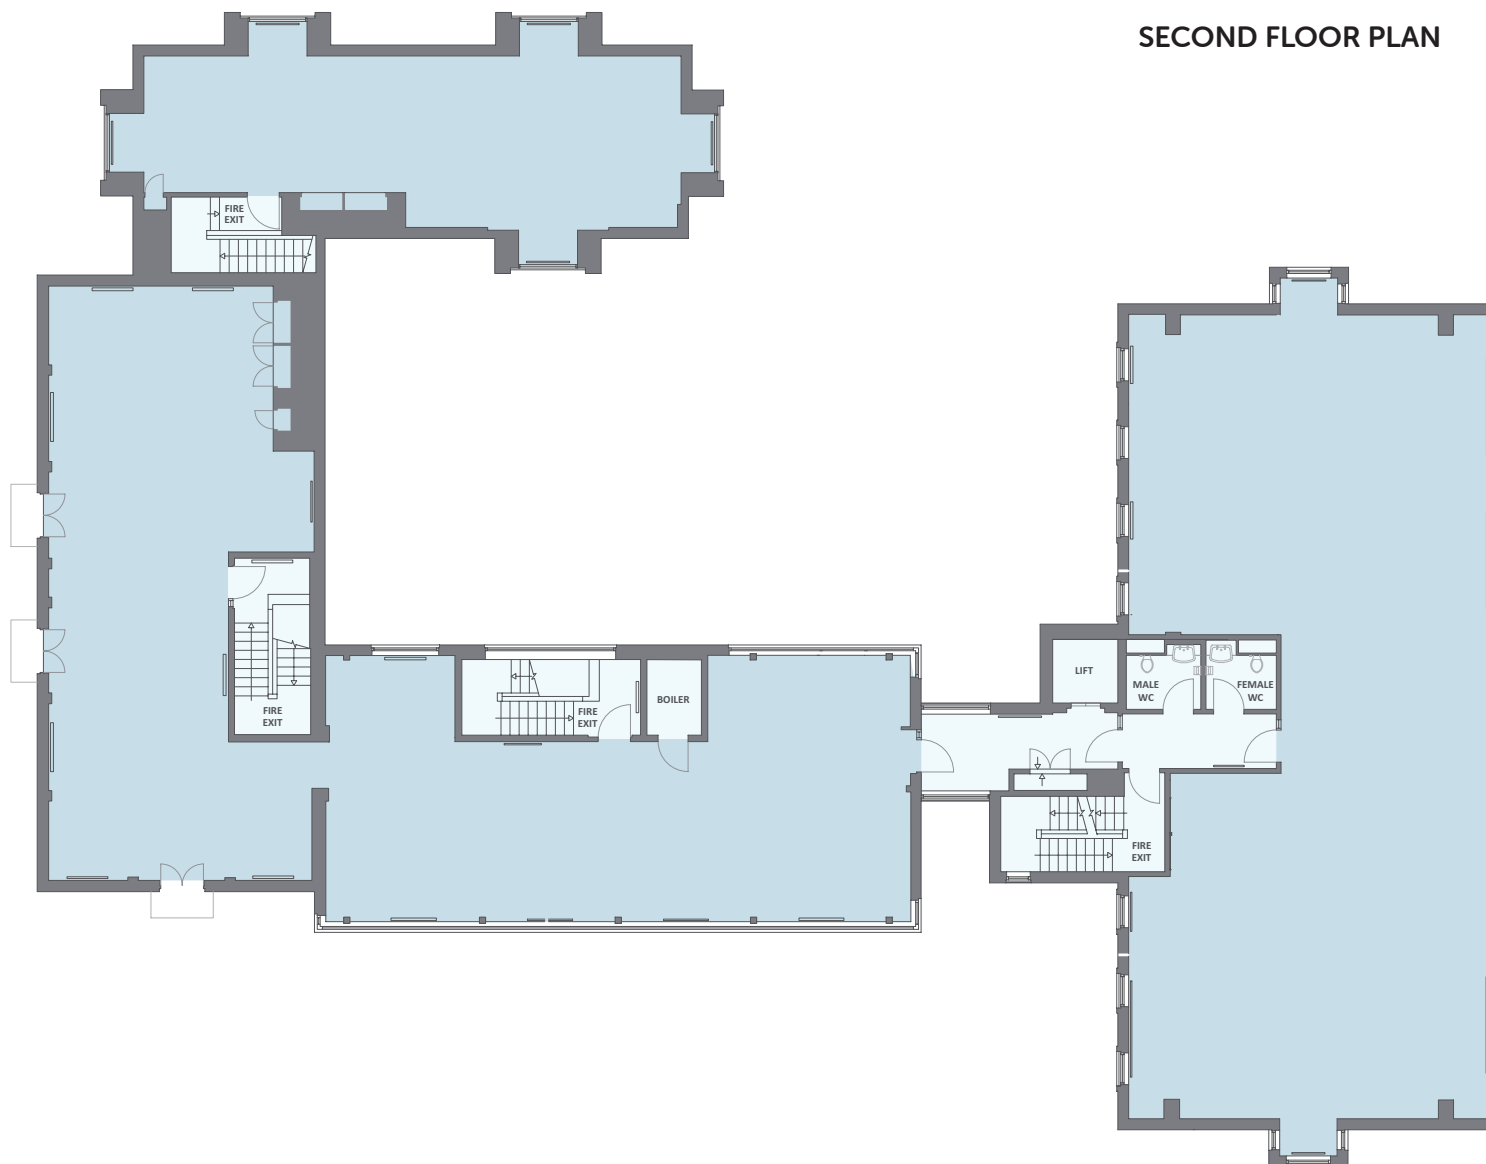 SECOND FLOOR PLAN
FIRE
EXIT
FIRE
EXIT
FIRE
EXIT
BOILER
LIFT
MALE
WC
FEMALE
WC
FIRE
EXIT